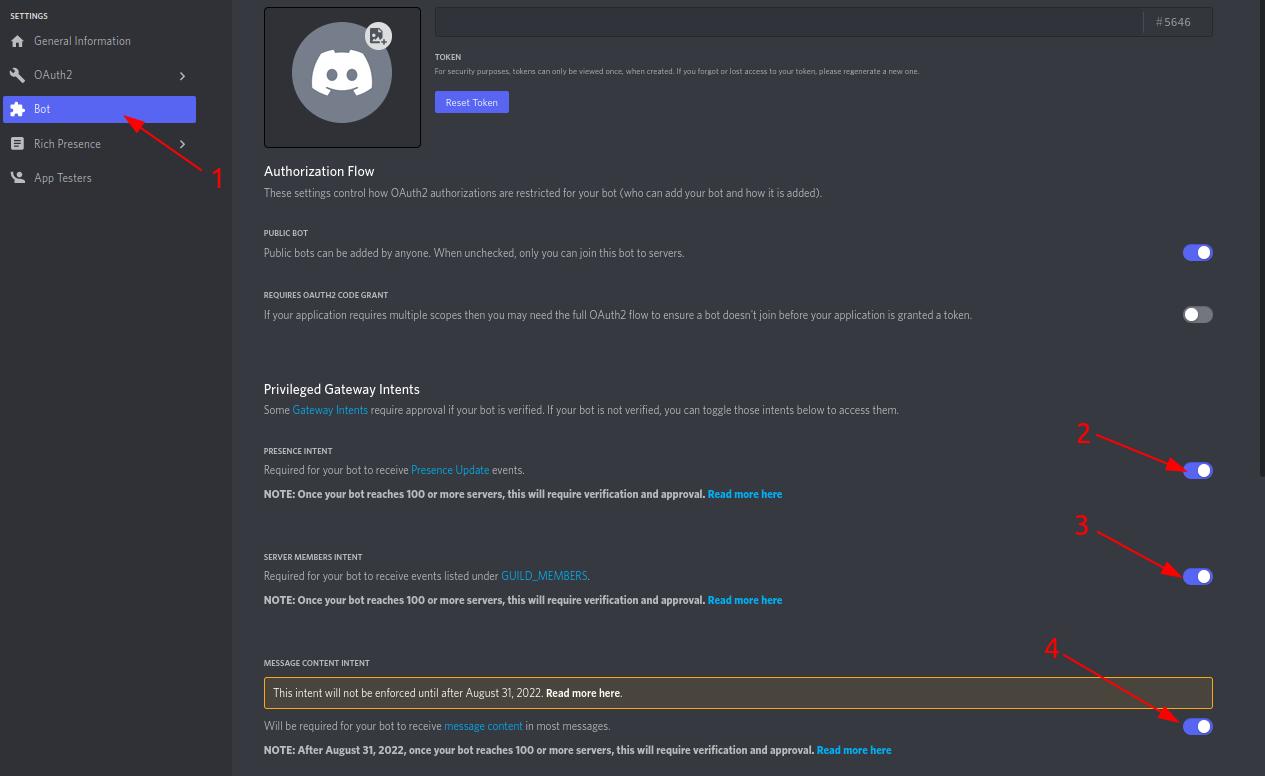 SETTINGS
General Information
OAuth2
Bot
Rich Presence
App Testers
1
#5646
TOKEN
For security purposes, tokens can only be viewed once, when created. If you forgot or lost access to your token, please regenerate a new one.
Reset Token
Authorization Flow
These settings control how OAuth2 authorizations are restricted for your bot (who can add your bot and how it is added).
PUBLIC BOT
Public bots can be added by anyone. When unchecked, only you can join this bot to servers.
REQUIRES OAUTH2 CODE GRANT
If your application requires multiple scopes then you may need the full OAuth2 flow to ensure a bot doesn't join before your application is granted a token.
Privileged Gateway Intents
Some Gateway Intents require approval if your bot is verified. If your bot is not verified, you can toggle those intents below to access them.
2
PRESENCE INTENT
Required for your bot to receive Presence Update events.
NOTE: Once your bot reaches 100 or more servers, this will require verification and approval. Read more here
3
SERVER MEMBERS INTENT
Required for your bot to receive events listed under GUILD_MEMBERS.
NOTE: Once your bot reaches 100 or more servers, this will require verification and approval. Read more here
4
MESSAGE CONTENT INTENT
This intent will not be enforced until after August 31, 2022. Read more here.
Will be required for your bot to receive message content in most messages.
NOTE: After August 31, 2022, once your bot reaches 100 or more servers, this will require verification and approval. Read more here